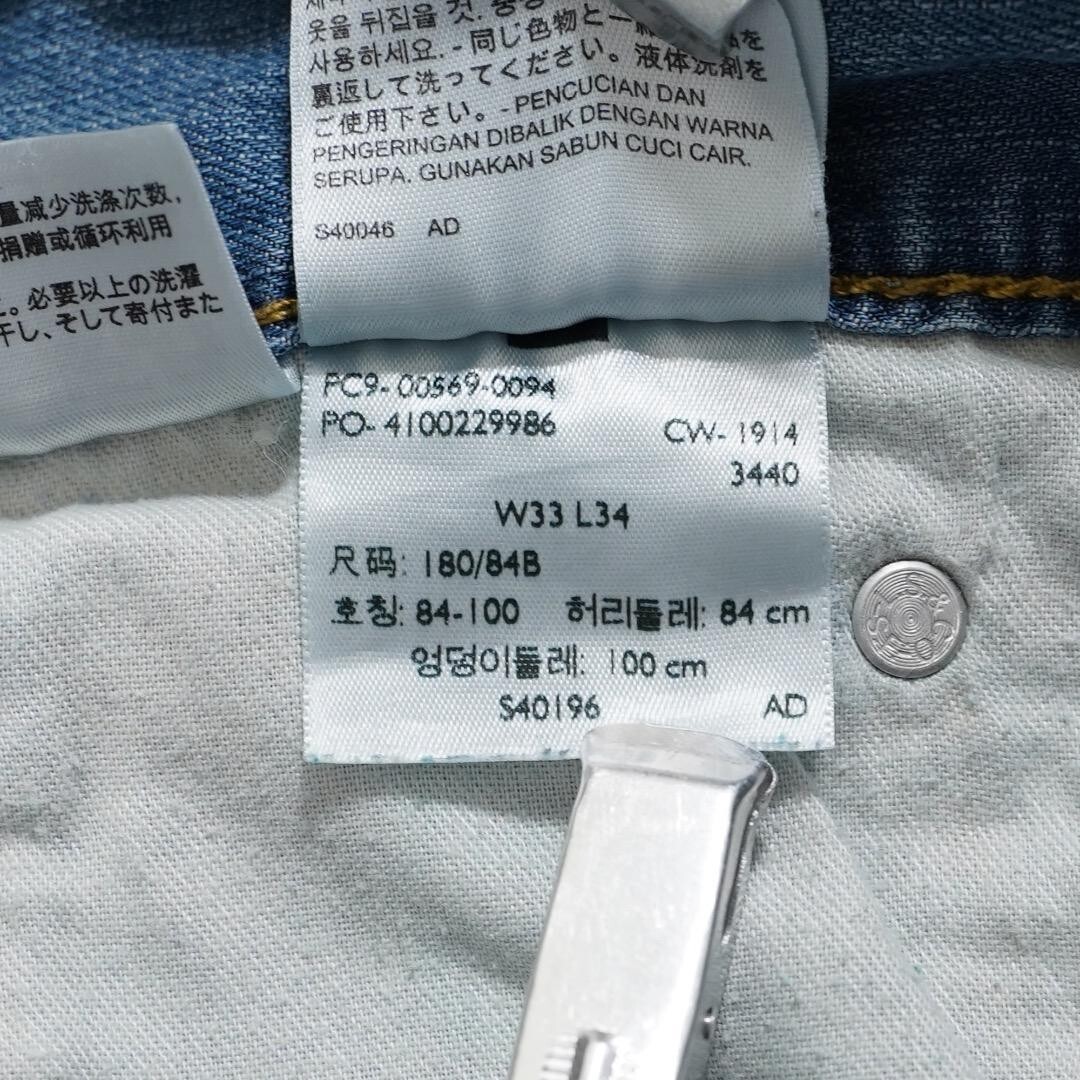 옷을 뒤집을 것. 중성
사용하세요. - 同じ色物と一緒
裏返して洗ってください。液体洗剤を
ご使用下さい。- PENCUCIAN DAN
PENGERINGAN DIBALIK DENGAN WARNA
SERUPA. GUNAKAN SABUN CUCI CAIR.
S40046 AD
量减少洗涤次数,
捐赠或循环利用
。必要以上の洗濯
干し、そして寄付また
PC9- 00569-0094
PO- 4100229986 CW- 1914
3440
W33 L34
尺码: 180/84B
호칭: 84-100 허리둘레: 84 cm
엉덩이둘레: 100 cm
S40196 AD